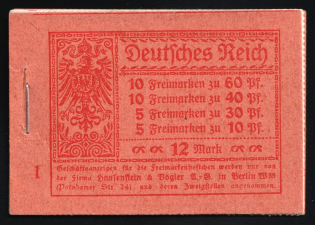 Deutsches Reich
10 Freimarken zu 60 Pf.
10 Freimarken zu 40 Pf.
5 Freimarken zu 30 Pf.
5 Freimarken zu 10 Pf.
12 Mark
I
Geschäftsanzeigen für die Freimarkenheftchen werden nur von
der Firma Haasenstein & Vogler A.-G. in Berlin W 35
(Potsdamer Str. 24) und deren Zweigstellen angenommen.